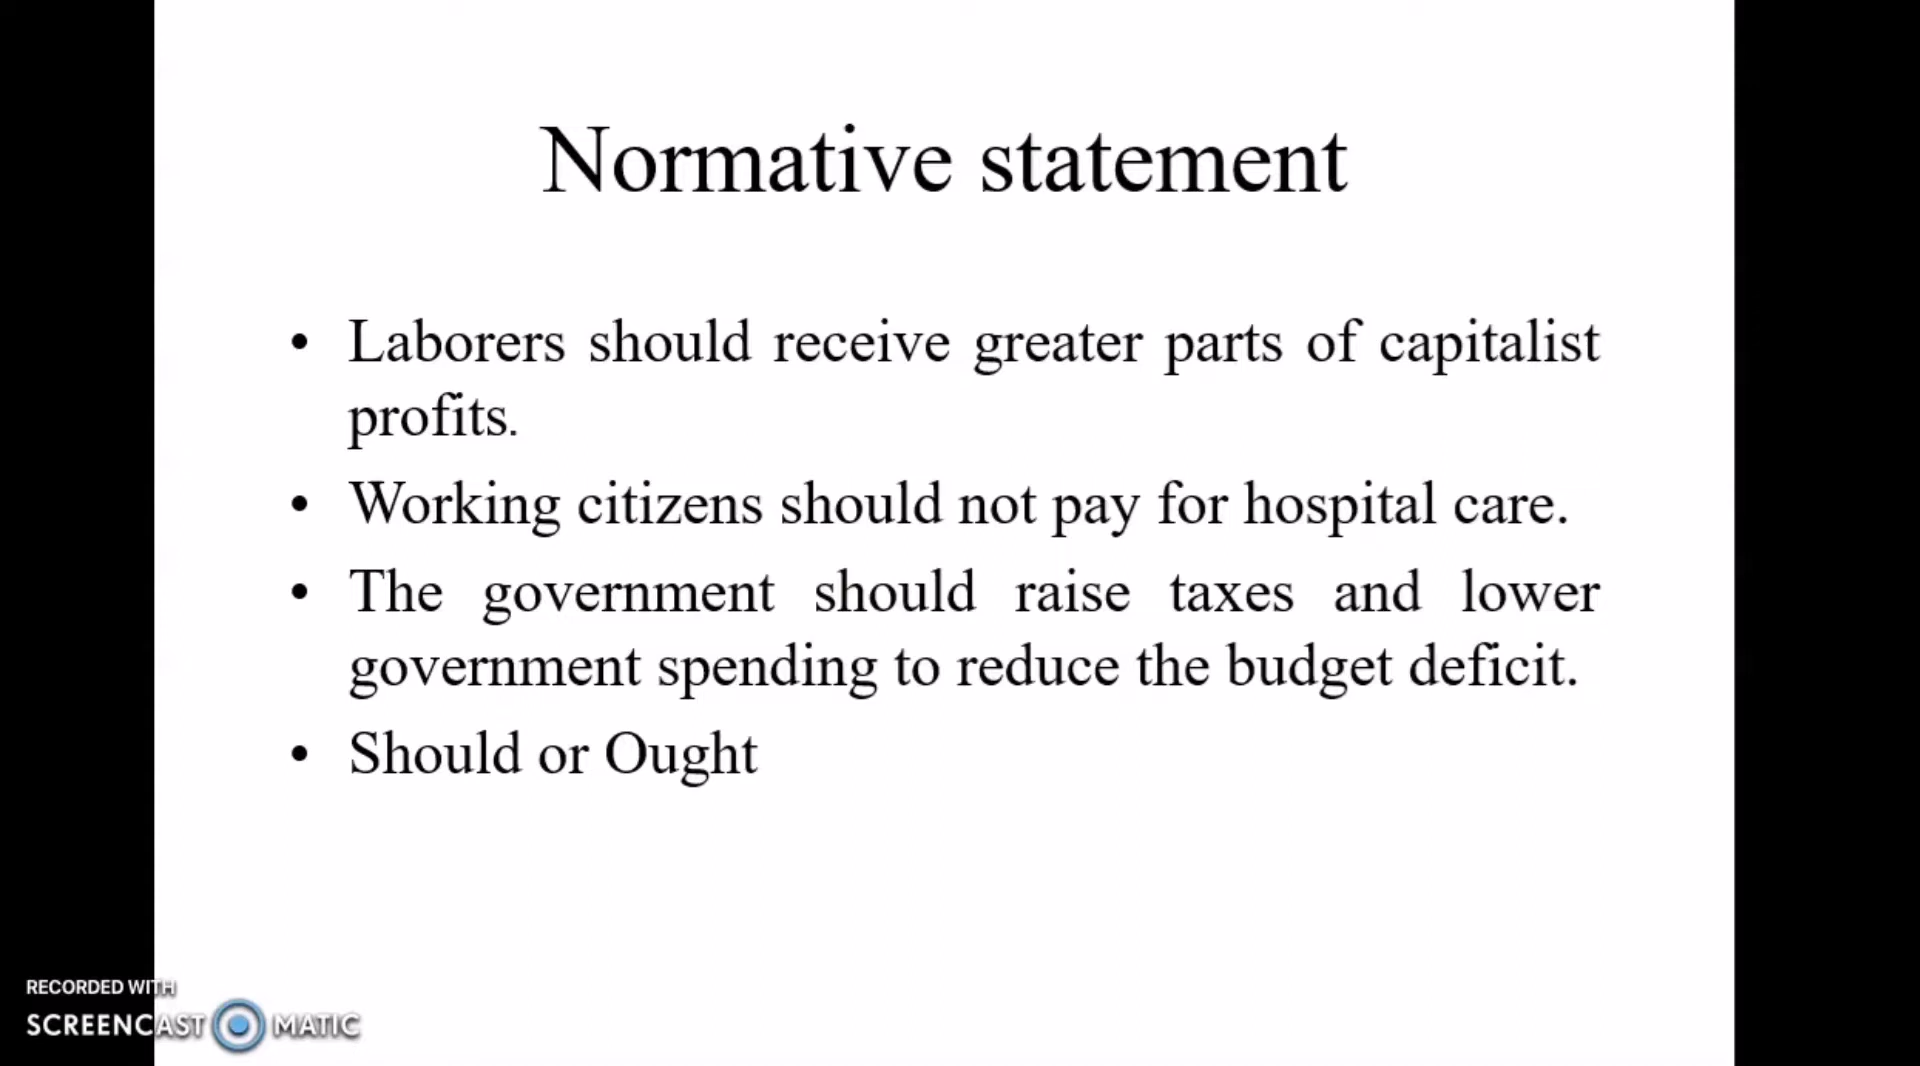 Normative statement
• Laborers should receive greater parts of capitalist
profits.
• Working citizens should not pay for hospital care.
• The government should raise taxes and lower
government spending to reduce the budget deficit.
• Should or Ought
RECORDED WITH
SCREENCAST MATIC